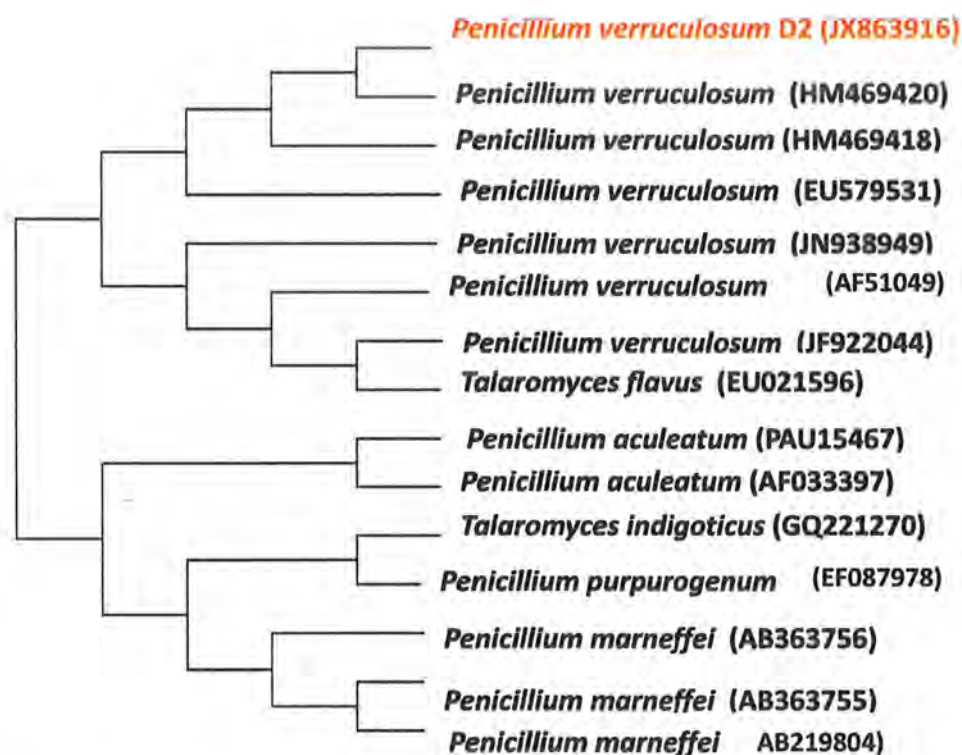 Penicillium verruculosum D2 (JX863916)
Penicillium verruculosum (HM469420)
Penicillium verruculosum (HM469418)
Penicillium verruculosum (EU579531)
Penicillium verruculosum (JN938949)
Penicillium verruculosum (AF51049)
Penicillium verruculosum (JF922044)
Talaromyces flavus (EU021596)
Penicillium aculeatum (PAU15467)
Penicillium aculeatum (AF033397)
Talaromyces indigoticus (GQ221270)
Penicillium purpurogenum (EF087978)
Penicillium marneffei (AB363756)
Penicillium marneffei (AB363755)
Penicillium marneffei AB219804)